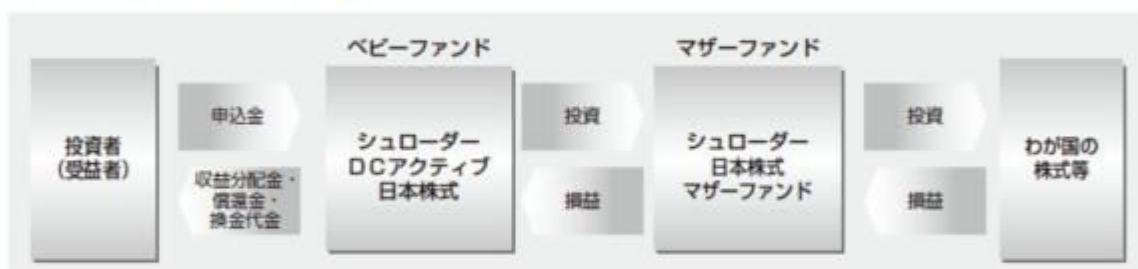 ベビーファンド
マザーファンド
投資者
(受益者)
申込金
収益分配金・
償還金・
換金代金
シュローダー
DCアクティブ
日本株式
投資
損益
シュローダー
日本株式
マザーファンド
投資
損益
わが国の
株式等